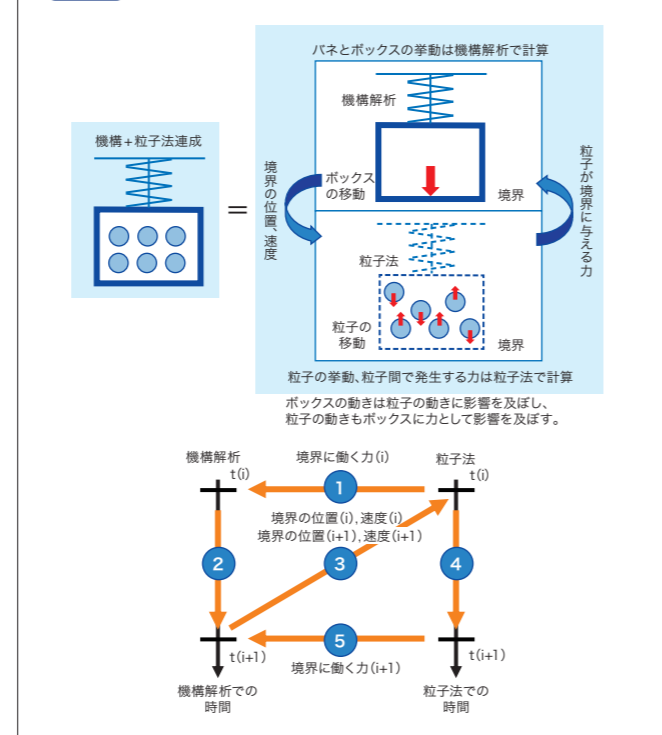 バネとボックスの挙動は機構解析で計算
機構解析
機構+粒子法連成
境界の位置、速度
=
ボックス
の移動
境界
粒子が境界に与える力
粒子法
粒子の
移動
境界
粒子の挙動、粒子間で発生する力は粒子法で計算
ボックスの動きは粒子の動きに影響を及ぼし、
粒子の動きもボックスに力として影響を及ぼす。
機構解析
境界に働く力(i)
粒子法
t(i)
t(i)
1
境界の位置(i),速度(i)
境界の位置(i+1),速度(i+1)
2
3
4
5
t(i+1)
t(i+1)
境界に働く力(i+1)
機構解析での
時間
粒子法での
時間